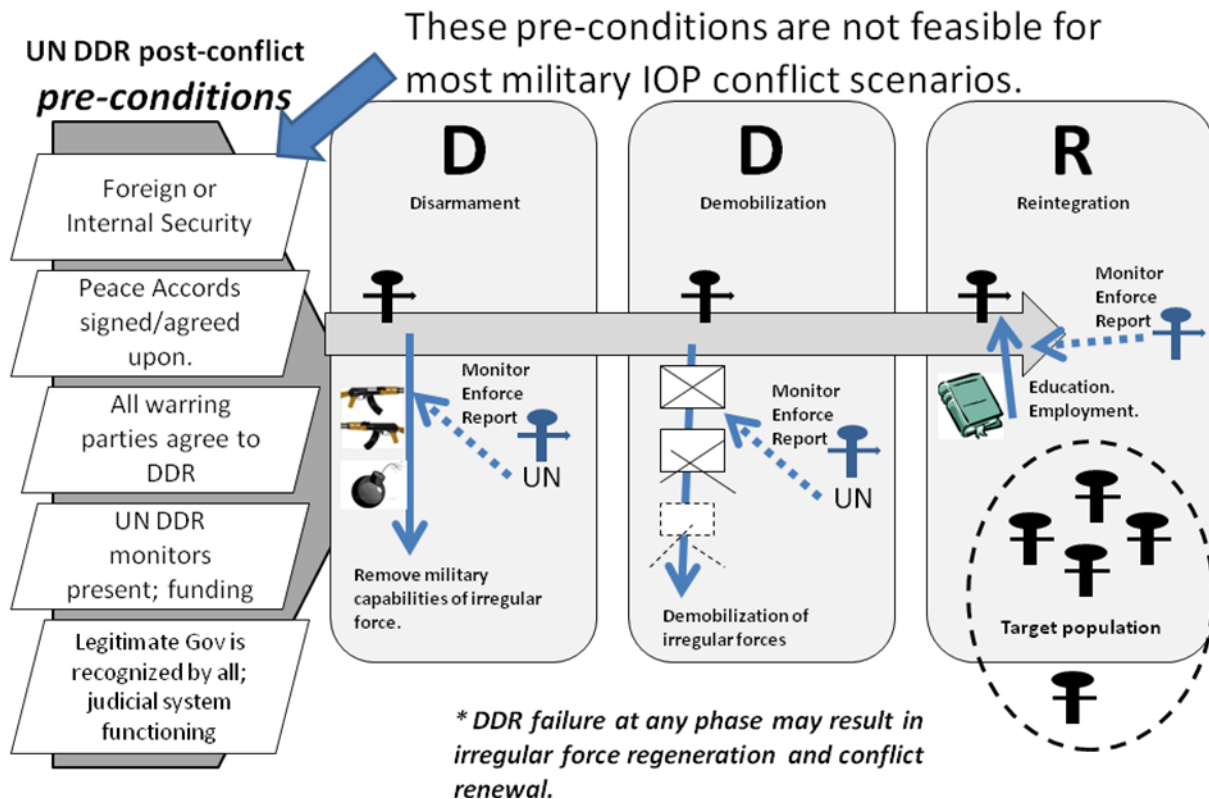 These pre-conditions are not feasible for
most military IOP conflict scenarios.
UN DDR post-conflict
pre-conditions
Foreign or
Internal Security
Peace Accords
signed/agreed
upon.
All warring
parties agree to
DDR
UN DDR
monitors
present; funding
Legitimate Gov is
recognized by all;
judicial system
functioning
D
Disarmament
Monitor
Enforce
Report
UN
Remove military
capabilities of irregular
force.
D
Demobilization
Monitor
Enforce
Report
UN
Demobilization of
irregular forces
R
Reintegration
Monitor
Enforce
Report
Education.
Employment.
Target population
* DDR failure at any phase may result in
irregular force regeneration and conflict
renewal.